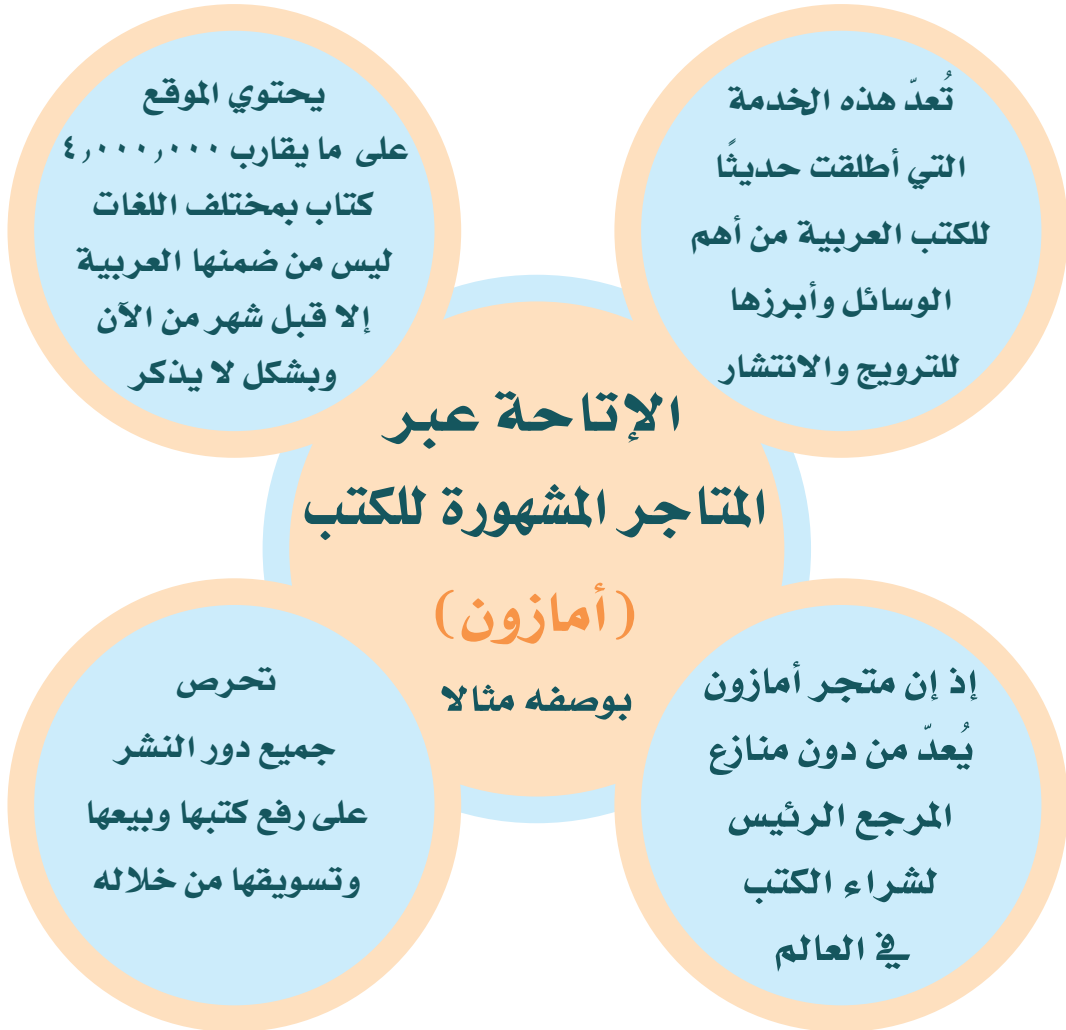 تُعدّ هذه الخدمة
التي أطلقت حديثًا
للكتب العربية من أهم
الوسائل وأبرزها
للترويج والانتشار
يحتوي الموقع
على ما يقارب ٤,٠٠٠,٠٠٠
كتاب بمختلف اللغات
ليس من ضمنها العربية
إلا قبل شهر من الآن
وبشكل لا يذكر
الإتاحة عبر
المتاجر المشهورة للكتب
(أمازون)
بوصفه مثالا
إذ إن متجر أمازون
يُعدّ من دون منازع
المرجع الرئيس
لشراء الكتب
في العالم
تحرص
جميع دور النشر
على رفع كتبها وبيعها
وتسويقها من خلاله